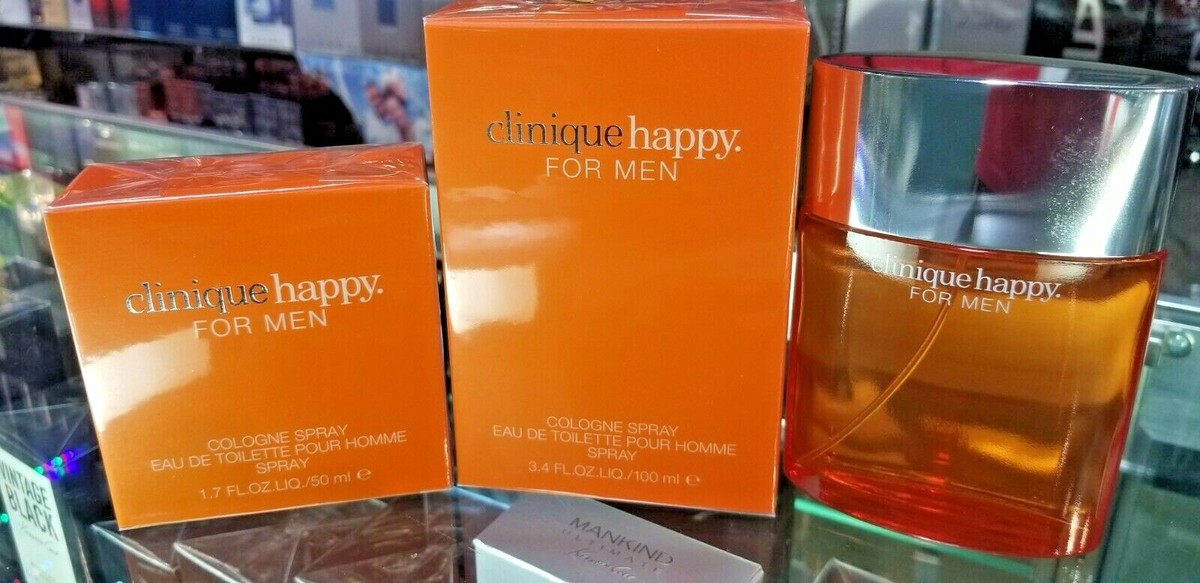 clinique happy.
FOR MEN
COLOGNE SPRAY
EAU DE TOILETTE POUR HOMME
SPRAY
1.7 FL.OZ.LIQ./50 ml e
clinique happy.
FOR MEN
COLOGNE SPRAY
EAU DE TOILETTE POUR HOMME
SPRAY
3.4 FL.OZ.LIQ./100 ml e
clinique happy.
FOR MEN
VINTAGE
BLACK
MANKIND
ULTIMATE